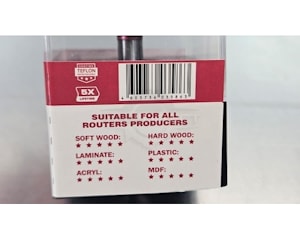 TEFLON
5X
SUITABLE FOR ALL
ROUTERS PRODUCERS
SOFT WOOD: HARD WOOD:
★ ★ ★ ★ ★ ★ ★ ★ ★ ★
LAMINATE: PLASTIC:
★ ★ ★ ★ ★ ★ ★ ★ ★ ★
ACRYL: MDF:
★ ★ ★ ★ ★ ★ ★ ★ ★ ★